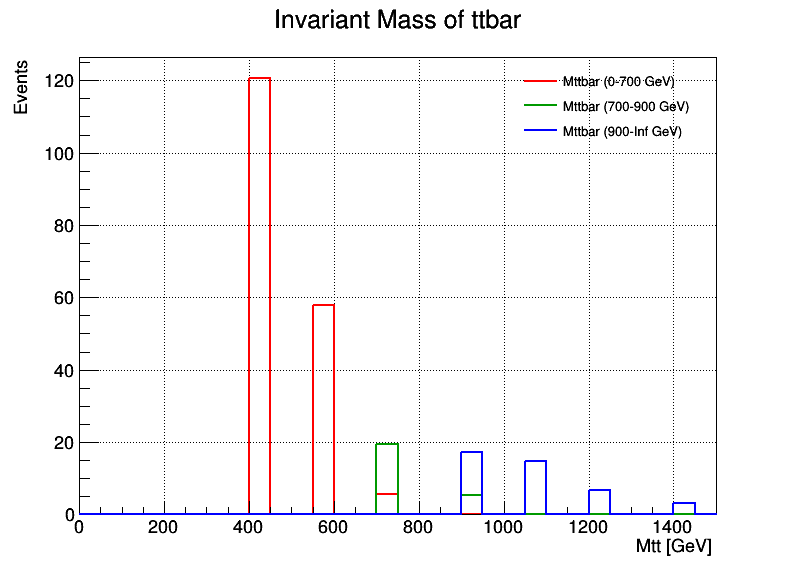 Invariant Mass of ttbar
Events
Mttbar (0-700 GeV)
Mttbar (700-900 GeV)
Mttbar (900-Inf GeV)
120
100
80
60
40
20
0
0 200 400 600 800 1000 1200 1400
Mtt [GeV]